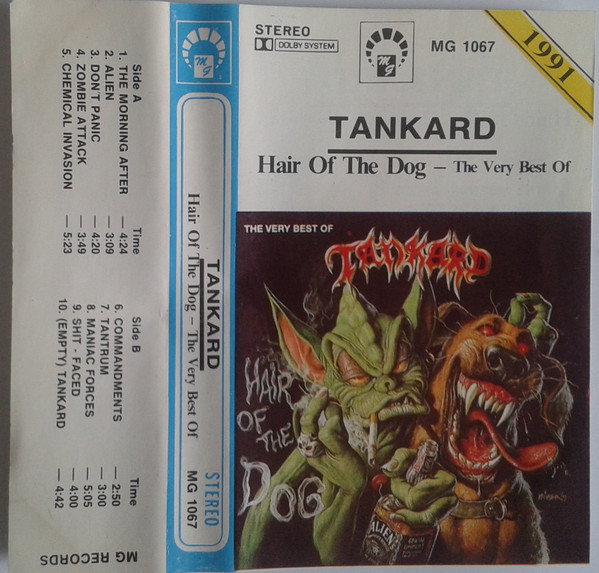 Side A
Time
1. THE MORNING AFTER — 4:24
2. ALIEN — 3:09
3. DON'T PANIC — 4:20
4. ZOMBIE ATTACK — 3:49
5. CHEMICAL INVASION — 5:23
Side B
Time
6. COMMANDMENTS — 2:50
7. TANTRUM — 3:00
8. MANIAC FORCES — 5:05
9. SHIT - FACED — 4:00
10. (EMPTY) TANKARD — 4:42
MG RECORDS
MG
TANKARD
Hair Of The Dog – The Very Best Of
STEREO
MG 1067
STEREO
DOLBY SYSTEM
MG
MG 1067
1991
TANKARD
Hair Of The Dog – The Very Best Of
THE VERY BEST OF
TANKARD
HAIR
OF
THE
DOG
ALIEN